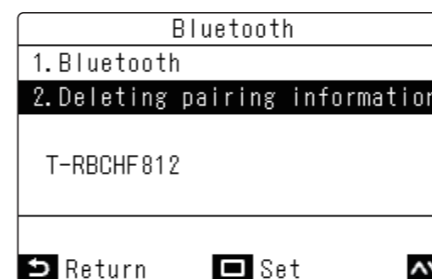 Bluetooth
1.Bluetooth
2.Deleting pairing information
T-RBCHF812
Return Set